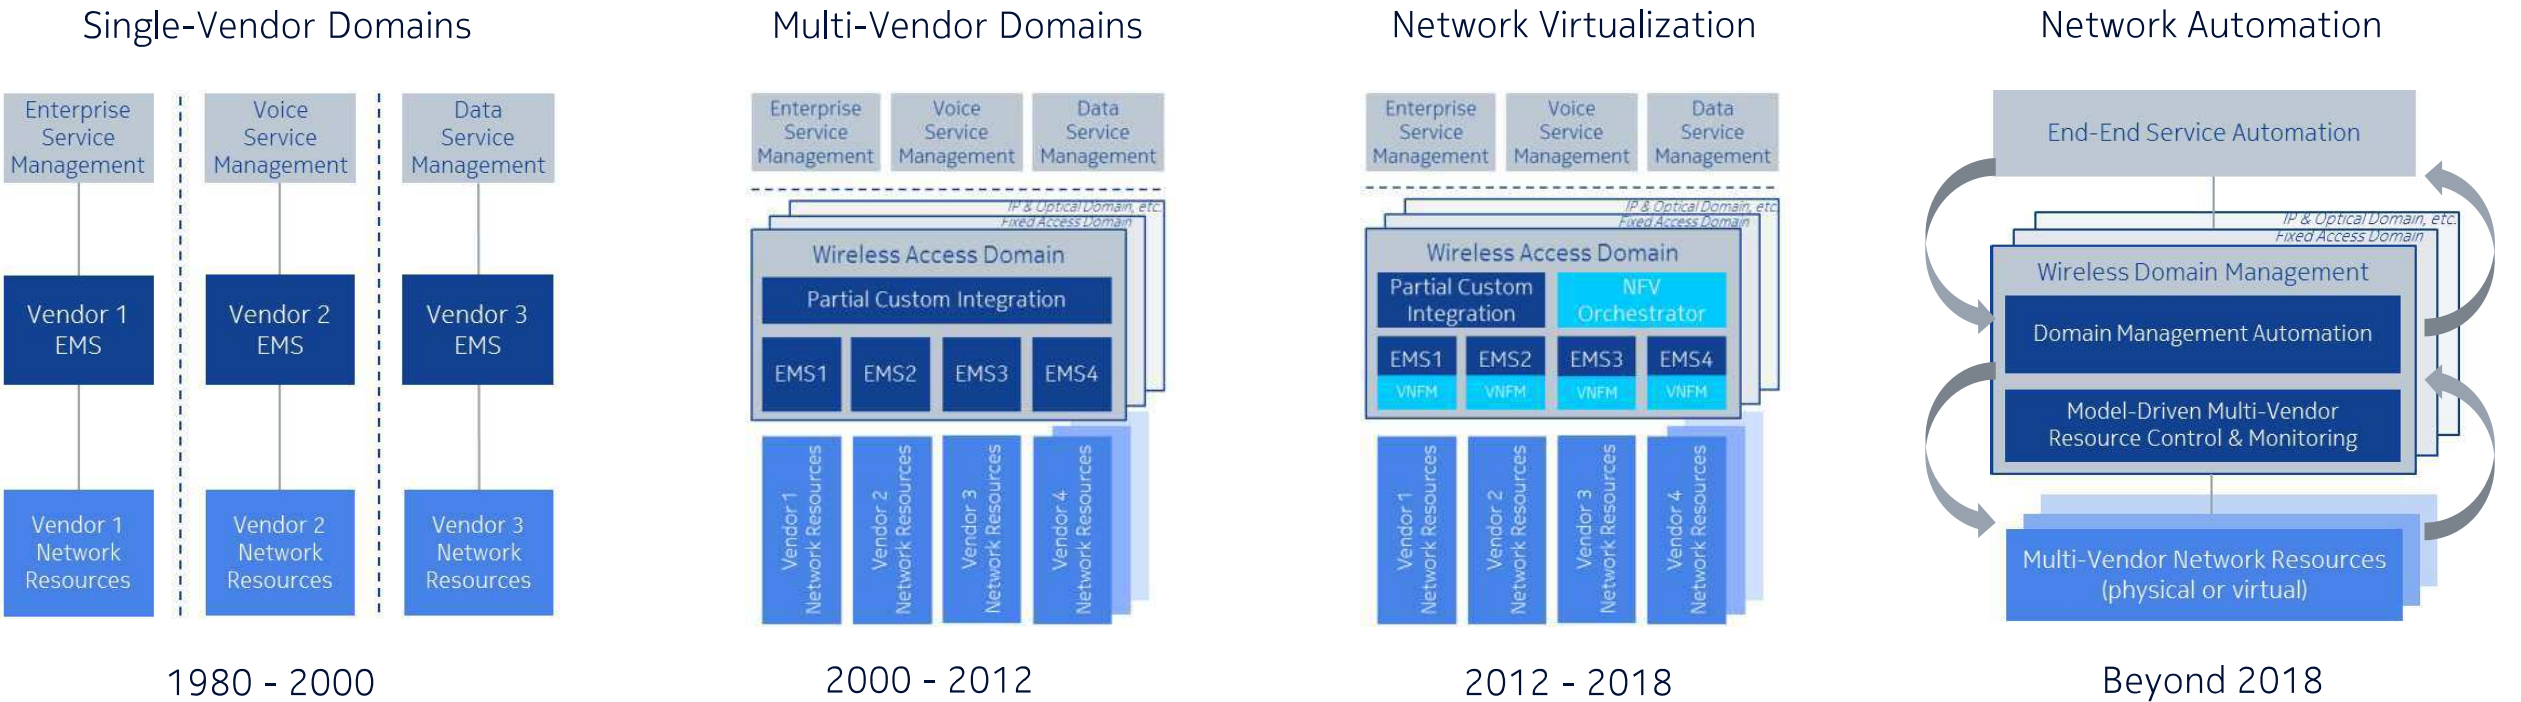 Single-Vendor Domains
Enterprise
Service
Management
Voice
Service
Management
Data
Service
Management
Vendor 1
EMS
Vendor 2
EMS
Vendor 3
EMS
Vendor 1
Network
Resources
Vendor 2
Network
Resources
Vendor 3
Network
Resources
1980 - 2000
Multi-Vendor Domains
Enterprise
Service
Management
Voice
Service
Management
Data
Service
Management
IP & Optical Domain, etc.
Fixed Access Domain
Wireless Access Domain
Partial Custom Integration
EMS1
EMS2
EMS3
EMS4
Vendor 1
Network Resources
Vendor 2
Network Resources
Vendor 3
Network Resources
Vendor 4
Network Resources
2000 - 2012
Network Virtualization
Enterprise
Service
Management
Voice
Service
Management
Data
Service
Management
IP & Optical Domain, etc
Fixed Access Domain
Wireless Access Domain
Partial Custom
Integration
NFV
Orchestrator
EMS1
VNFM
EMS2
VNFM
EMS3
VNFM
EMS4
VNFM
Vendor 1
Network Resources
Vendor 2
Network Resources
Vendor 3
Network Resources
Vendor 4
Network Resources
2012 - 2018
Network Automation
End-End Service Automation
IP & Optical Domain, etc.
Fixed Access Domain
Wireless Domain Management
Domain Management Automation
Model-Driven Multi-Vendor
Resource Control & Monitoring
Multi-Vendor Network Resources
(physical or virtual)
Beyond 2018